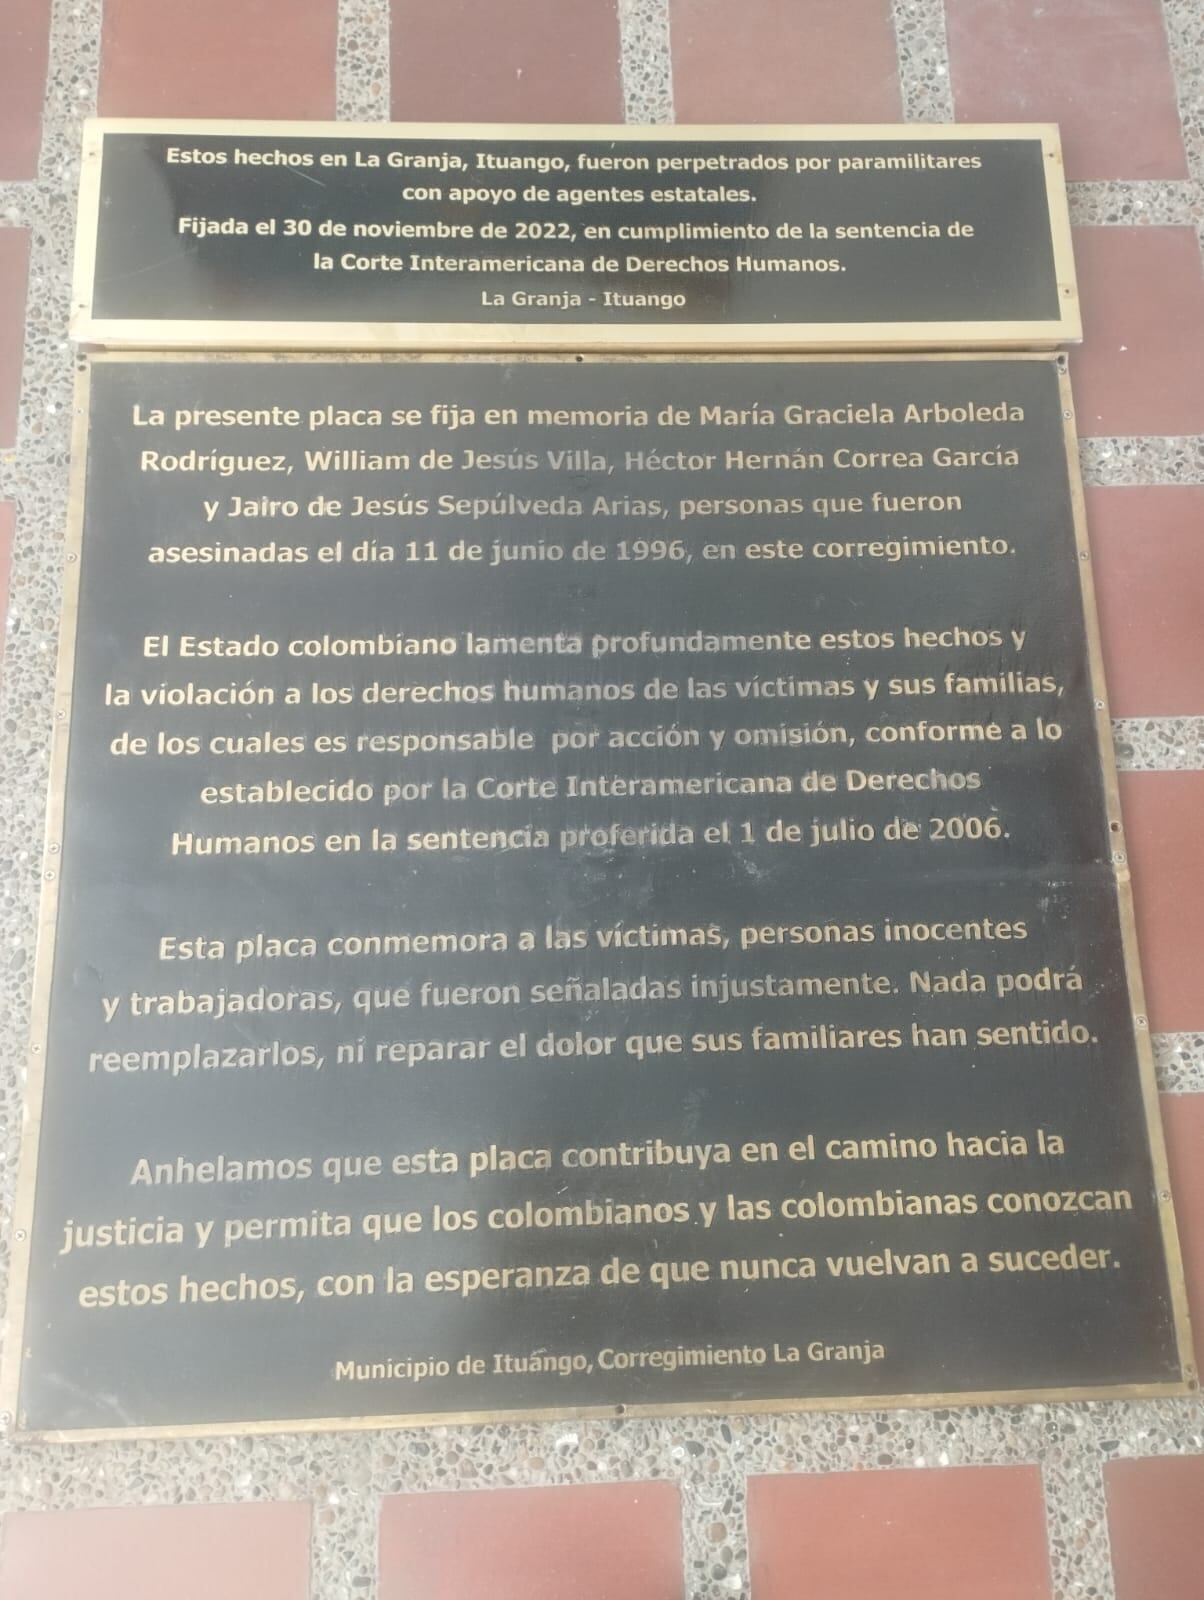 Estos hechos en La Granja, Ituango, fueron perpetrados por paramilitares
con apoyo de agentes estatales.
Fijada el 30 de noviembre de 2022, en cumplimiento de la sentencia de
la Corte Interamericana de Derechos Humanos.
La Granja - Ituango
La presente placa se fija en memoria de María Graciela Arboleda
Rodríguez, William de Jesús Villa, Héctor Hernán Correa García
y Jairo de Jesús Sepúlveda Arias, personas que fueron
asesinadas el día 11 de junio de 1996, en este corregimiento.
El Estado colombiano lamenta profundamente estos hechos y
la violación a los derechos humanos de las víctimas y sus familias,
de los cuales es responsable por acción y omisión, conforme a lo
establecido por la Corte Interamericana de Derechos
Humanos en la sentencia proferida el 1 de julio de 2006.
Esta placa conmemora a las víctimas, personas inocentes
y trabajadoras, que fueron señaladas injustamente. Nada podrá
reemplazarlos, ni reparar el dolor que sus familiares han sentido.
Anhelamos que esta placa contribuya en el camino hacia la
justicia y permita que los colombianos y las colombianas conozcan
estos hechos, con la esperanza de que nunca vuelvan a suceder.
Municipio de Ituango, Corregimiento La Granja